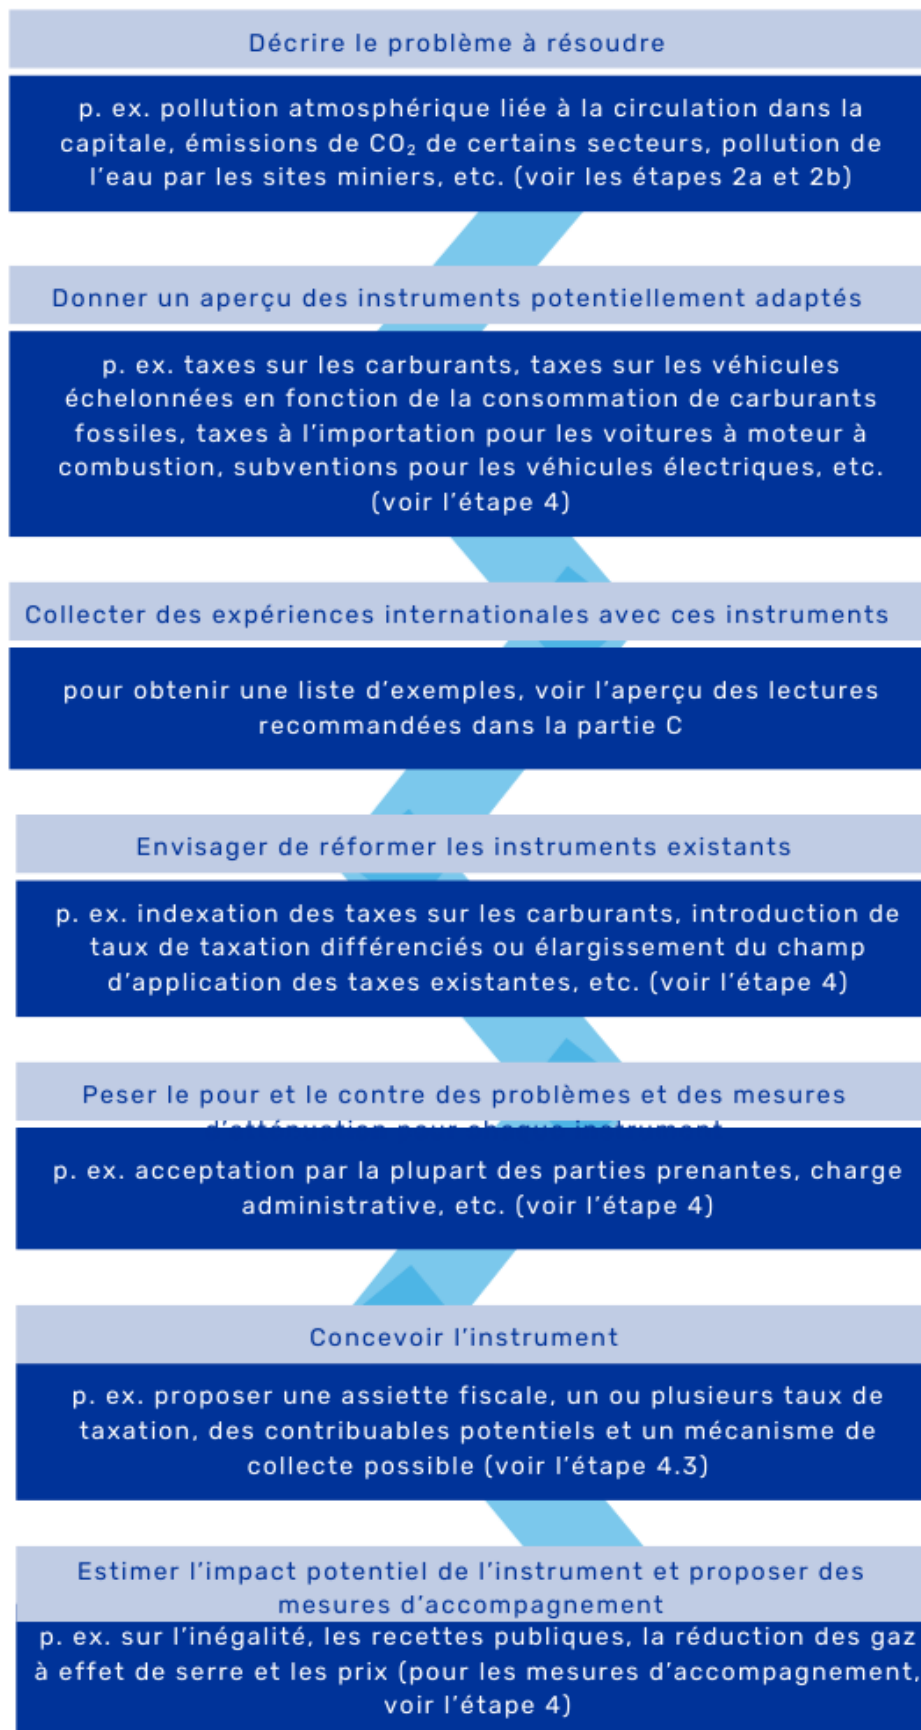 Décrire le problème à résoudre
p. ex. pollution atmosphérique liée à la circulation dans la
capitale, émissions de CO₂ de certains secteurs, pollution de
l'eau par les sites miniers, etc. (voir les étapes 2a et 2b)
Donner un aperçu des instruments potentiellement adaptés
p. ex. taxes sur les carburants, taxes sur les véhicules
échelonnées en fonction de la consommation de carburants
fossiles, taxes à l'importation pour les voitures à moteur à
combustion, subventions pour les véhicules électriques, etc.
(voir l'étape 4)
Collecter des expériences internationales avec ces instruments
pour obtenir une liste d'exemples, voir l'aperçu des lectures
recommandées dans la partie C
Envisager de réformer les instruments existants
p. ex. indexation des taxes sur les carburants, introduction de
taux de taxation différenciés ou élargissement du champ
d'application des taxes existantes, etc. (voir l'étape 4)
Peser le pour et le contre des problèmes et des mesures
d'atténuation pour chaque instrument
p. ex. acceptation par la plupart des parties prenantes, charge
administrative, etc. (voir l'étape 4)
Concevoir l'instrument
p. ex. proposer une assiette fiscale, un ou plusieurs taux de
taxation, des contribuables potentiels et un mécanisme de
collecte possible (voir l'étape 4.3)
Estimer l'impact potentiel de l'instrument et proposer des
mesures d'accompagnement
p. ex. sur l'inégalité, les recettes publiques, la réduction des gaz
à effet de serre et les prix (pour les mesures d'accompagnement,
voir l'étape 4)